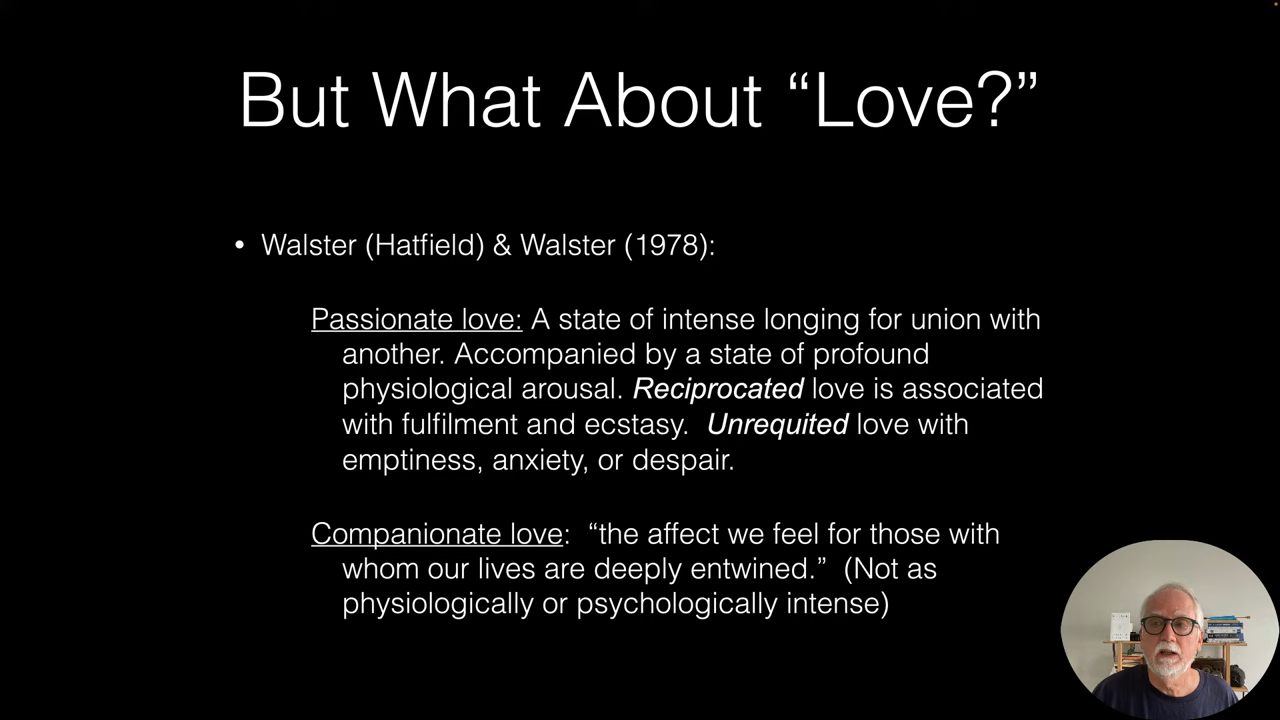 But What About “Love?”
• Walster (Hatfield) & Walster (1978):
Passionate love: A state of intense longing for union with
another. Accompanied by a state of profound
physiological arousal. Reciprocated love is associated
with fulfilment and ecstasy.  Unrequited love with
emptiness, anxiety, or despair.
Companionate love:  “the affect we feel for those with
whom our lives are deeply entwined.”  (Not as
physiologically or psychologically intense)